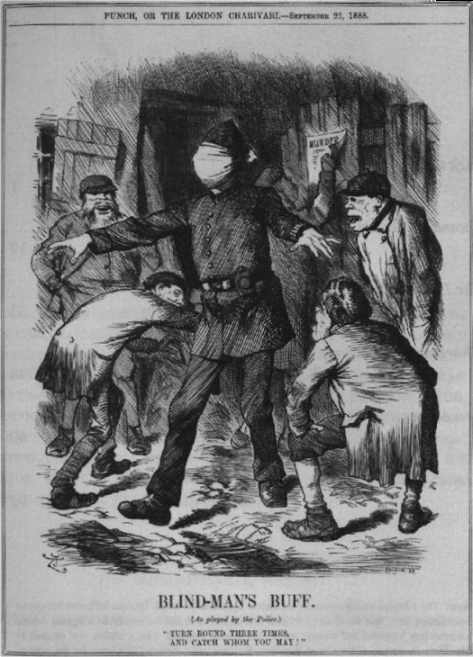 PUNCH, OR THE LONDON CHARIVARI.—September 22, 1888.
MURDER
BLIND-MAN'S BUFF.
(As played by the Police.)
"TURN ROUND THREE TIMES,
AND CATCH WHOM YOU MAY!"